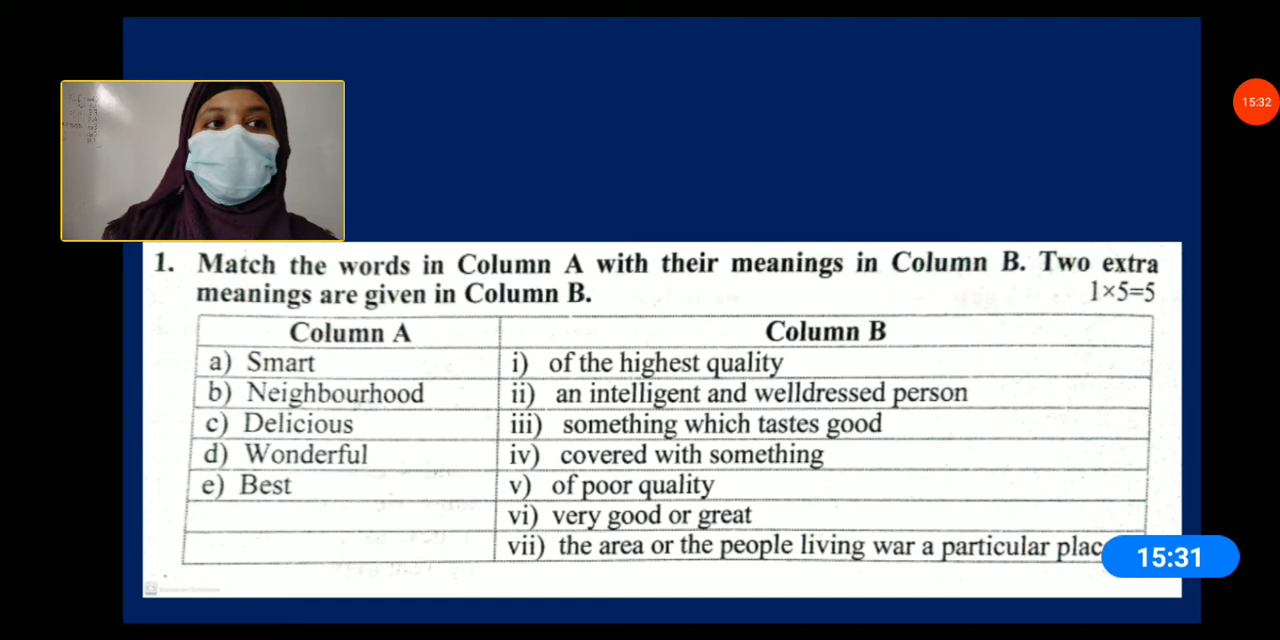 15:32
1. Match the words in Column A with their meanings in Column B. Two extra
meanings are given in Column B. 1×5=5
Column A Column B
a) Smart i) of the highest quality
b) Neighbourhood ii) an intelligent and welldressed person
c) Delicious iii) something which tastes good
d) Wonderful iv) covered with something
e) Best v) of poor quality
vi) very good or great
vii) the area or the people living war a particular plac
15:31